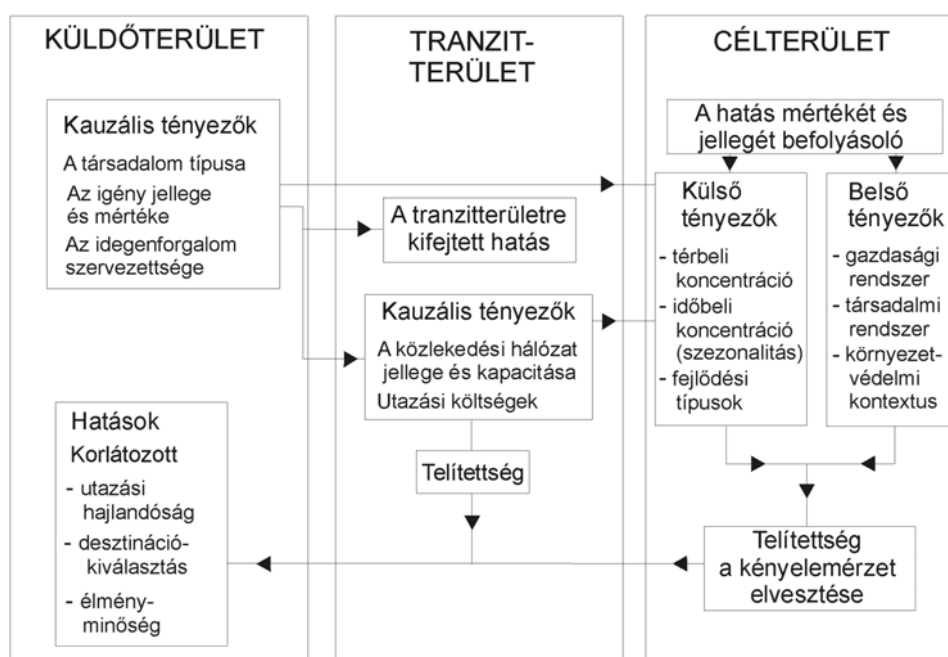 KÜLDŐTERÜLET
Kauzális tényezők
A társadalom típusa
Az igény jellege
és mértéke
Az idegenforgalom
szervezettsége
Hatások
Korlátozott
- utazási
hajlandóság
- desztináció-
kiválasztás
- élmény-
minőség
TRANZIT-
TERÜLET
A tranzitterületre
kifejtett hatás
Kauzális tényezők
A közlekedési hálózat
jellege és kapacitása
Utazási költségek
Telítettség
CÉLTERÜLET
A hatás mértékét és
jellegét befolyásoló
Külső
tényezők
- térbeli
koncentráció
- időbeli
koncentráció
(szezonalitás)
- fejlődési
típusok
Belső
tényezők
- gazdasági
rendszer
- társadalmi
rendszer
- környezet-
védelmi
kontextus
Telítettség
a kényelemérzet
elvesztése